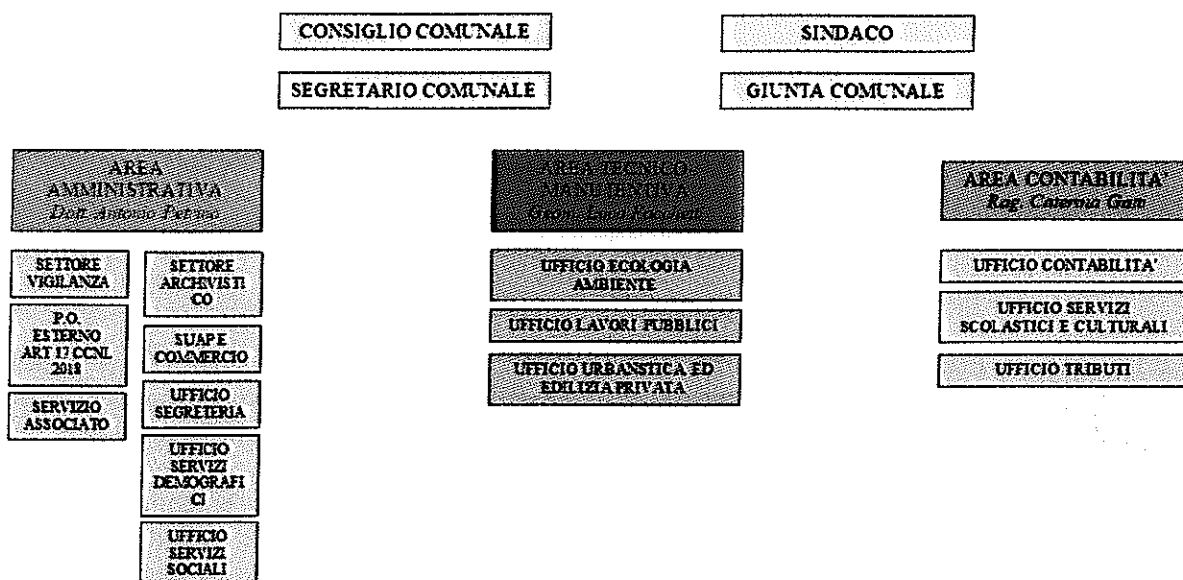 CONSIGLIO COMUNALE
SINDACO
SEGRETARIO COMUNALE
GIUNTA COMUNALE
AREA
AMMINISTRATIVA
Dott. Antonio
AREA TECNICO-
MANUTENTIVA
Geom. Luca
AREA CONTABILITA'
Rag. Caterina Gatti
SETTORE
VIGILANZA
P.O.
ESTERNO
ART 17 CCNL
2018
SERVIZIO
ASSOCIATO
SETTORE
ARCHIVISTI
CO
SUAP E
COMMERCIO
UFFICIO
SEGRETERIA
UFFICIO
SERVIZI
DEMOGRAFI
CI
UFFICIO
SERVIZI
SOCIALI
UFFICIO ECOLOGIA
AMBIENTE
UFFICIO LAVORI PUBBLICI
UFFICIO URBANSTICA ED
EDILIZIA PRIVATA
UFFICIO CONTABILITA'
UFFICIO SERVIZI
SCOLASTICI E CULTURALI
UFFICIO TRIBUTI